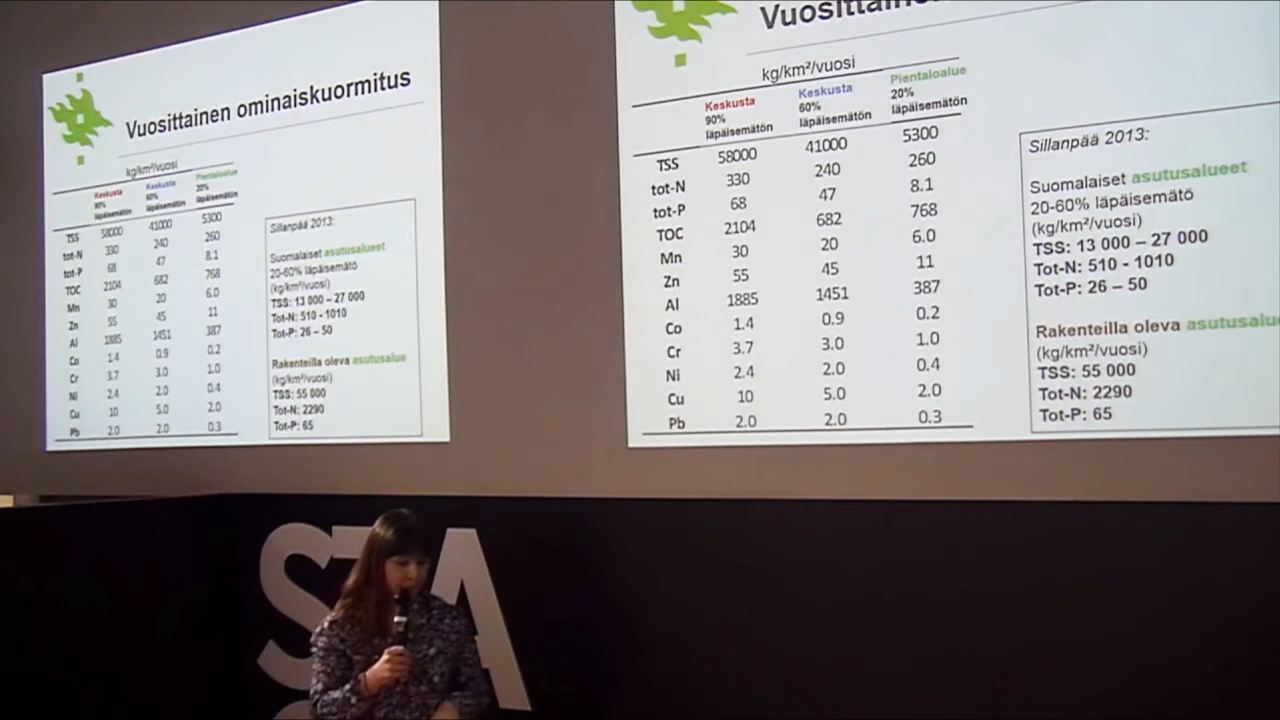 Vuosittainen ominaiskuormitus
kg/km²/vuosi
Keskusta Keskusta Pientaloalue
90% 60% 20%
läpäisemätön läpäisemätön läpäisemätön
TSS 58000 41000 5300
tot-N 330 240 260
tot-P 68 47 8.1
TOC 2104 682 768
Mn 30 20 6.0
Zn 55 45 11
Al 1885 1451 387
Co 1.4 0.9 0.2
Cr 3.7 3.0 1.0
Ni 2.4 2.0 0.4
Cu 10 5.0 2.0
Pb 2.0 2.0 0.3
Sillanpää 2013:
Suomalaiset asutusalueet
20-60% läpäisemätö
(kg/km²/vuosi)
TSS: 13 000 – 27 000
Tot-N: 510 - 1010
Tot-P: 26 – 50
Rakenteilla oleva asutusalue
(kg/km²/vuosi)
TSS: 55 000
Tot-N: 2290
Tot-P: 65
kg/km²/vuosi
Keskusta Keskusta Pientaloalue
90% 60% 20%
läpäisemätön läpäisemätön läpäisemätön
TSS 58000 41000 5300
tot-N 330 240 260
tot-P 68 47 8.1
TOC 2104 682 768
Mn 30 20 6.0
Zn 55 45 11
Al 1885 1451 387
Co 1.4 0.9 0.2
Cr 3.7 3.0 1.0
Ni 2.4 2.0 0.4
Cu 10 5.0 2.0
Pb 2.0 2.0 0.3
Sillanpää 2013:
Suomalaiset asutusalueet
20-60% läpäisemätö
(kg/km²/vuosi)
TSS: 13 000 – 27 000
Tot-N: 510 - 1010
Tot-P: 26 – 50
Rakenteilla oleva asutusalue
(kg/km²/vuosi)
TSS: 55 000
Tot-N: 2290
Tot-P: 65